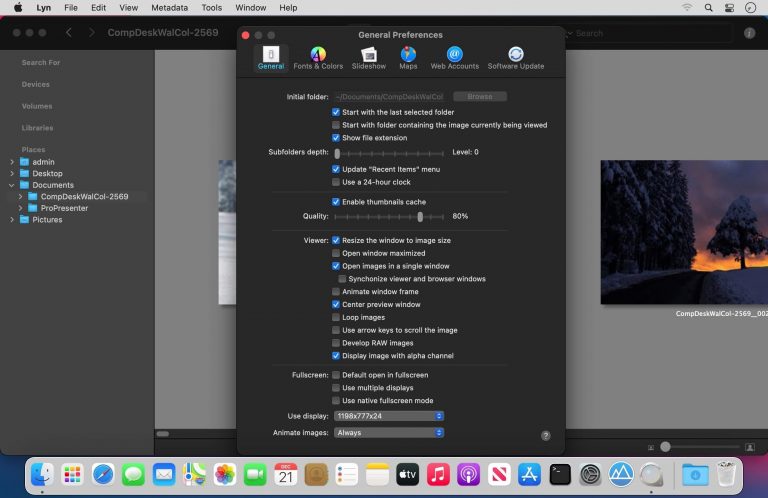 Lyn File Edit View Metadata Tools Window Help
CompDeskWalCol-2569
Search
General Preferences
General Fonts & Colors Slideshow Maps Web Accounts Software Update
Search For
Devices
Volumes
Libraries
Places
admin
Desktop
Documents
CompDeskWalCol-2569
ProPresenter
Pictures
Initial folder: ~/Documents/CompDeskWalCol Browse
Start with the last selected folder
Start with folder containing the image currently being viewed
Show file extension
Subfolders depth: Level: 0
Update "Recent Items" menu
Use a 24-hour clock
Enable thumbnails cache
Quality: 80%
Viewer: Resize the window to image size
Open window maximized
Open images in a single window
Synchonize viewer and browser windows
Animate window frame
Center preview window
Loop images
Use arrow keys to scroll the image
Develop RAW images
Display image with alpha channel
Fullscreen: Default open in fullscreen
Use multiple displays
Use native fullscreen mode
Use display: 1198x777x24
Animate images: Always
?
CompDeskWalCol-2569__002
DEC
21
tv